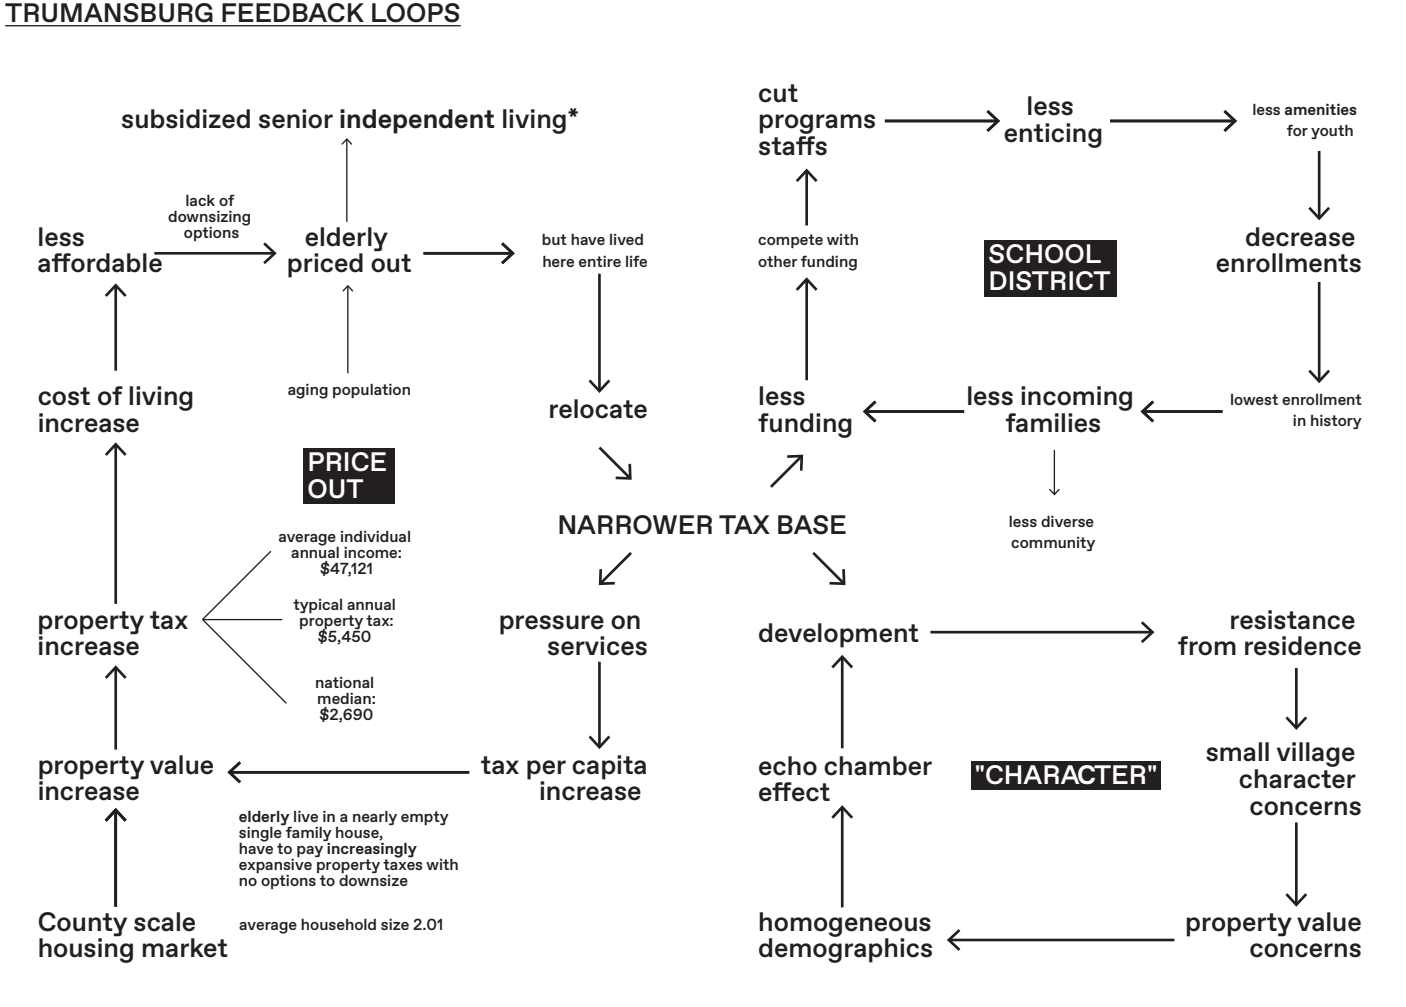 TRUMANSBURG FEEDBACK LOOPS
subsidized senior independent living*
lack of
downsizing
options
less
affordable
elderly
priced out
but have lived
here entire life
cost of living
increase
aging population
relocate
PRICE
OUT
average individual
annual income:
$47,121
typical annual
property tax:
$5,450
national
median:
$2,690
property tax
increase
property value
increase
elderly live in a nearly empty
single family house,
have to pay increasingly
expansive property taxes with
no options to downsize
County scale
housing market
average household size 2.01
NARROWER TAX BASE
pressure on
services
tax per capita
increase
cut
programs
staffs
less
enticing
less amenities
for youth
compete with
other funding
SCHOOL
DISTRICT
decrease
enrollments
less
funding
less incoming
families
lowest enrollment
in history
less diverse
community
development
resistance
from residence
echo chamber
effect
"CHARACTER"
small village
character
concerns
homogeneous
demographics
property value
concerns